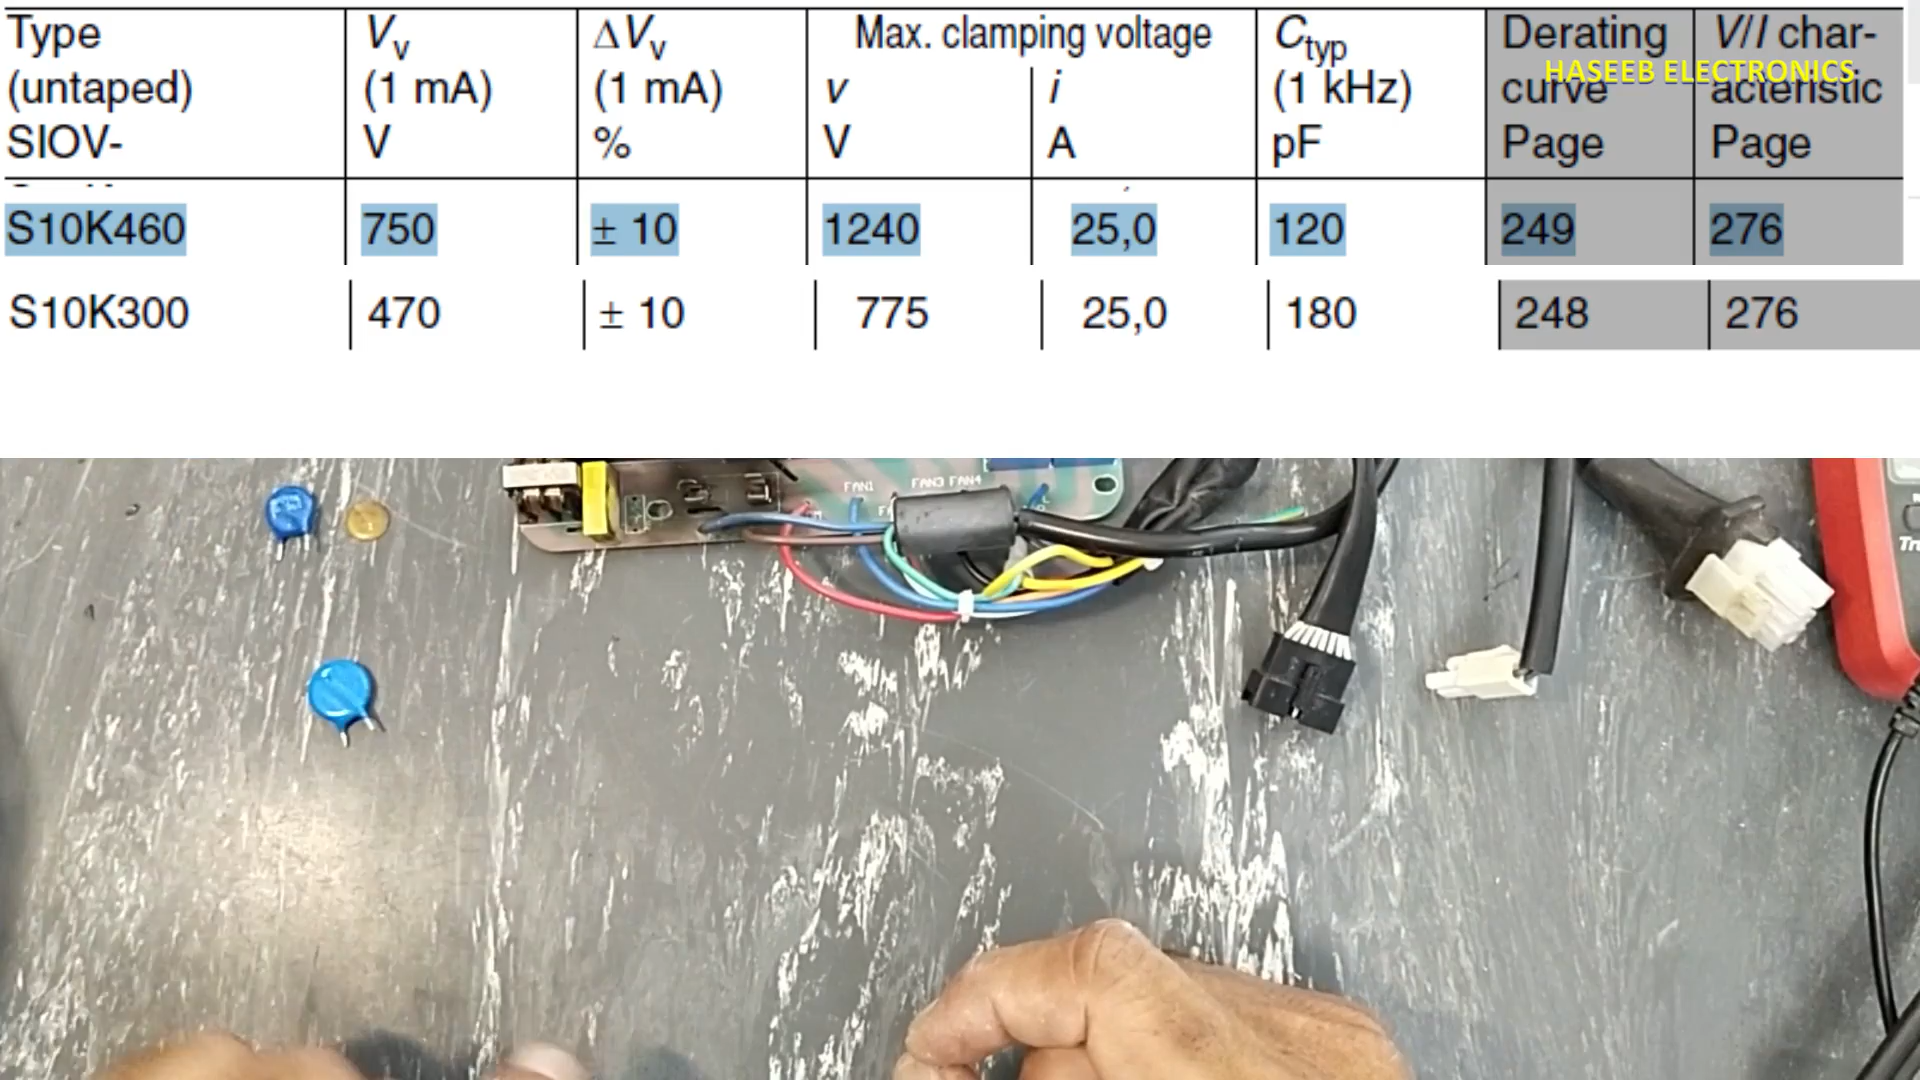 Type
(untaped)
SIOV-
Vv
(1 mA)
V
ΔVv
(1 mA)
%
Max. clamping voltage
v
V
i
A
Ctyp
(1 kHz)
pF
Derating
curve
Page
V/I char-
acteristic
Page
HASEEB ELECTRONICS
S10K460 750 ± 10 1240 25,0 120 249 276
S10K300 470 ± 10 775 25,0 180 248 276
FAN1
FAN3 FAN4